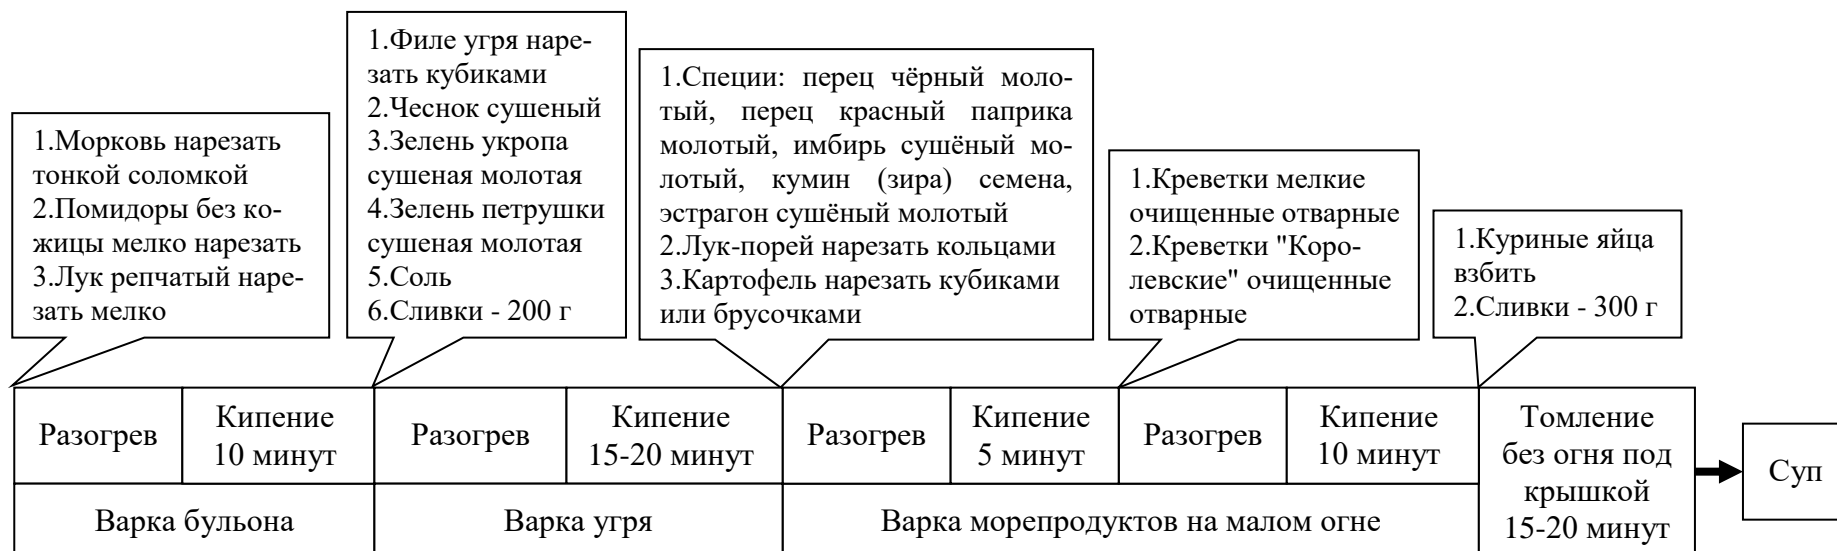 1.Морковь нарезать
тонкой соломкой
2.Помидоры без ко-
жицы мелко нарезать
3.Лук репчатый наре-
зать мелко
1.Филе угря наре-
зать кубиками
2.Чеснок сушеный
3.Зелень укропа
сушеная молотая
4.Зелень петрушки
сушеная молотая
5.Соль
6.Сливки - 200 г
1.Специи: перец чёрный моло-
тый, перец красный паприка
молотый, имбирь сушёный мо-
лотый, кумин (зира) семена,
эстрагон сушёный молотый
2.Лук-порей нарезать кольцами
3.Картофель нарезать кубиками
или брусочками
1.Креветки мелкие
очищенные отварные
2.Креветки "Коро-
левские" очищенные
отварные
1.Куриные яйца
взбить
2.Сливки - 300 г
Разогрев
Кипение
10 минут
Разогрев
Кипение
15-20 минут
Разогрев
Кипение
5 минут
Разогрев
Кипение
10 минут
Томление
без огня под
крышкой
15-20 минут
Суп
Варка бульона
Варка угря
Варка морепродуктов на малом огне